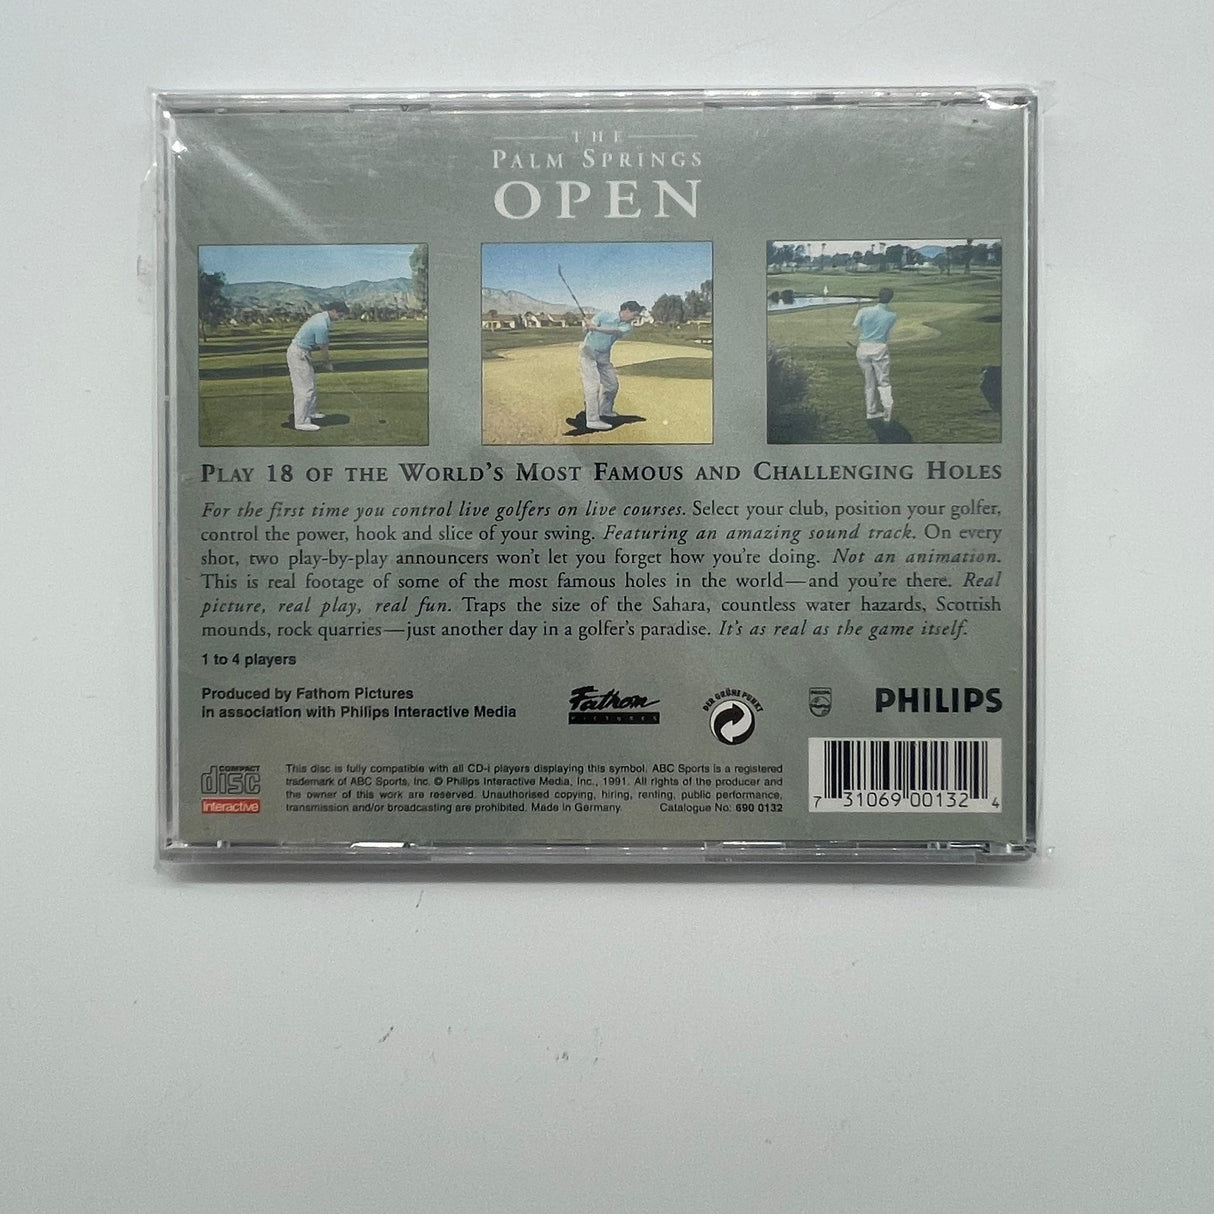 THE
PALM SPRINGS
OPEN
PLAY 18 OF THE WORLD'S MOST FAMOUS AND CHALLENGING HOLES
For the first time you control live golfers on live courses. Select your club, position your golfer,
control the power, hook and slice of your swing. Featuring an amazing sound track. On every
shot, two play-by-play announcers won't let you forget how you're doing. Not an animation.
This is real footage of some of the most famous holes in the world—and you're there. Real
picture, real play, real fun. Traps the size of the Sahara, countless water hazards, Scottish
mounds, rock quarries—just another day in a golfer's paradise. It's as real as the game itself.
1 to 4 players
Produced by Fathom Pictures
in association with Philips Interactive Media
Fathom
PICTURES
DER GRÜNE PUNKT
PHILIPS
PHILIPS
COMPACT
disc
Interactive
This disc is fully compatible with all CD-i players displaying this symbol. ABC Sports is a registered
trademark of ABC Sports, Inc. © Philips Interactive Media, Inc., 1991. All rights of the producer and
the owner of this work are reserved. Unauthorised copying, hiring, renting, public performance,
transmission and/or broadcasting are prohibited. Made in Germany. Catalogue No: 690 0132
7 31069 00132 4